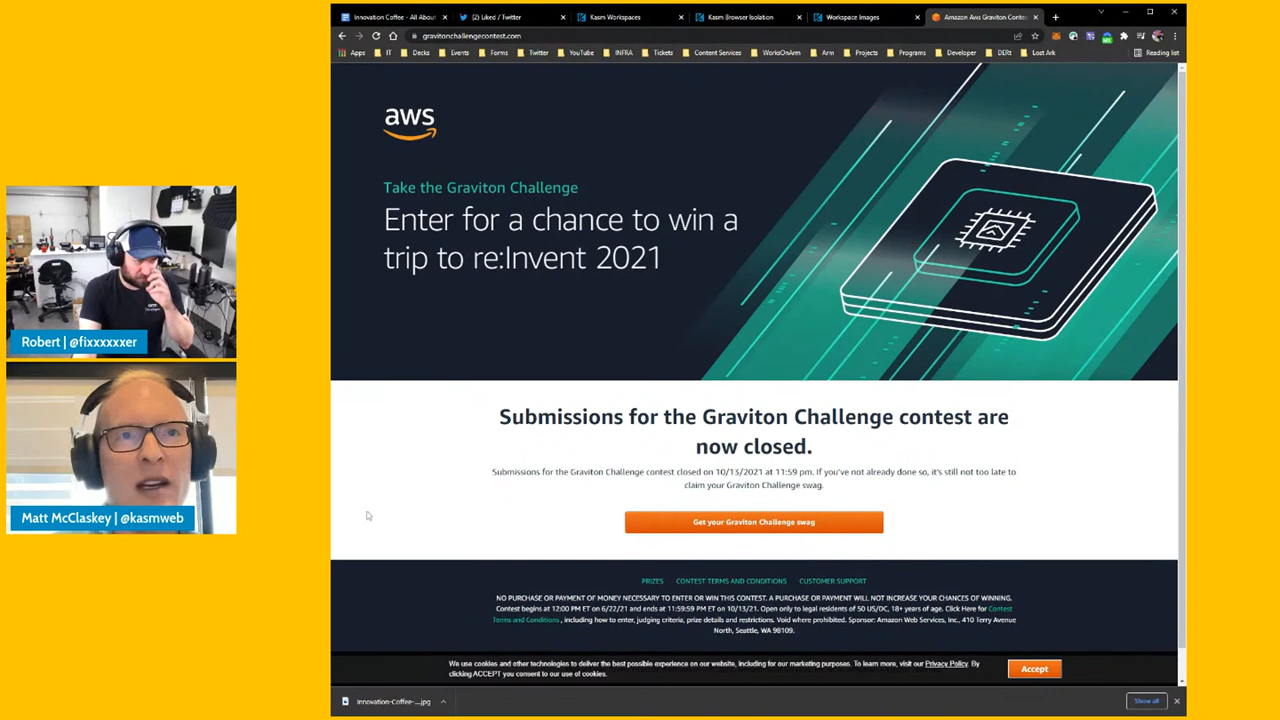 Innovation Coffee - All About
(2) Liked / Twitter
Kasm Workspaces
Kasm Browser Isolation
Workspace Images
Amazon Aws Graviton Contes
gravitonchallengecontest.com
Apps
IT
Decks
Events
Forms
Twitter
YouTube
INFRA
Tickets
Content Services
WorksOnArm
Arm
Projects
Programs
Developer
DERt
Lost Ark
Reading list
aws
Take the Graviton Challenge
Enter for a chance to win a
trip to re:Invent 2021
Robert | @fixxxxxxer
Matt McClaskey | @kasmweb
Submissions for the Graviton Challenge contest are
now closed.
Submissions for the Graviton Challenge contest closed on 10/13/2021 at 11:59 pm. If you've not already done so, it's still not too late to
claim your Graviton Challenge swag.
Get your Graviton Challenge swag
PRIZES CONTEST TERMS AND CONDITIONS CUSTOMER SUPPORT
NO PURCHASE OR PAYMENT OF MONEY NECESSARY TO ENTER OR WIN THIS CONTEST. A PURCHASE OR PAYMENT WILL NOT INCREASE YOUR CHANCES OF WINNING.
Contest begins at 12:00 PM ET on 6/22/21 and ends at 11:59:59 PM ET on 10/13/21. Open only to legal residents of 50 US/DC, 18+ years of age. Click Here for Contest
Terms and Conditions , including how to enter, judging criteria, prize details and restrictions. Void where prohibited. Sponsor: Amazon Web Services, Inc., 410 Terry Avenue
North, Seattle, WA 98109.
We use cookies and other technologies to deliver the best possible experience on our website, including for our marketing purposes. To learn more, visit our Privacy Policy. By
clicking ACCEPT you consent to our use of cookies.
Accept
Innovation-Coffee-....jpg
Show all